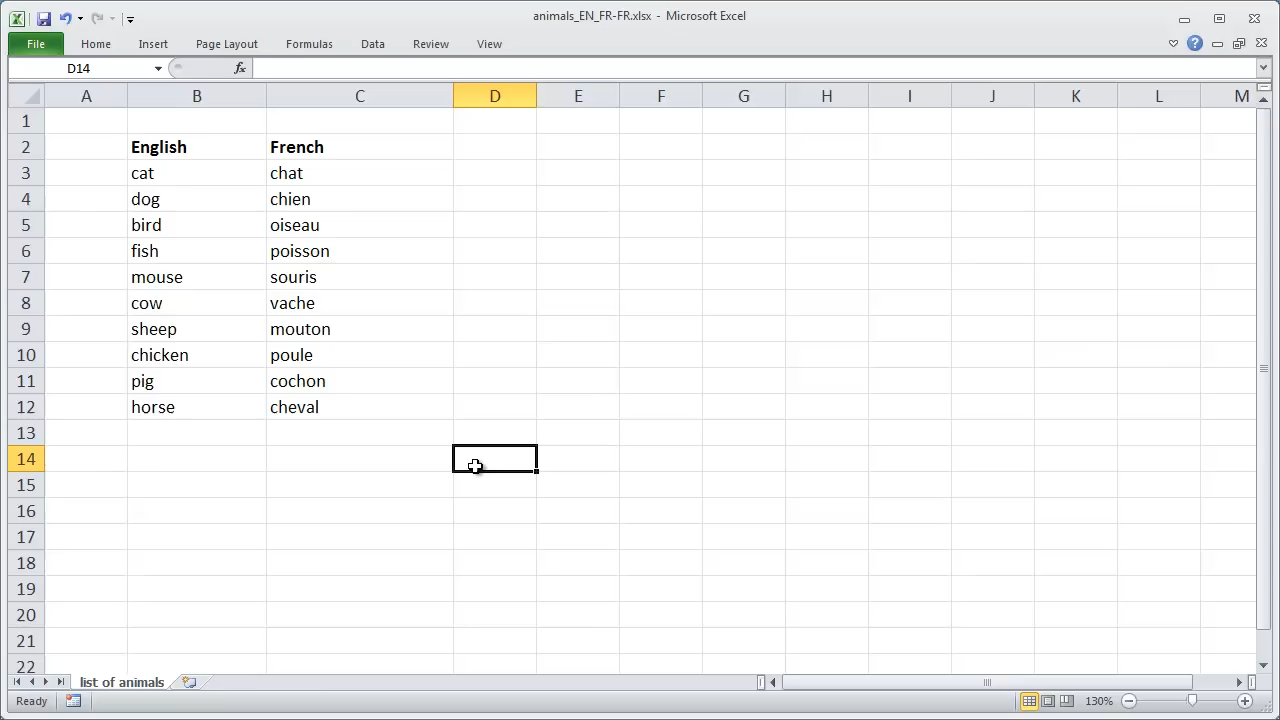 animals_EN_FR-FR.xlsx - Microsoft Excel
File Home Insert Page Layout Formulas Data Review View
D14 fx
A B C D E F G H I J K L M
1
2 English French
3 cat chat
4 dog chien
5 bird oiseau
6 fish poisson
7 mouse souris
8 cow vache
9 sheep mouton
10 chicken poule
11 pig cochon
12 horse cheval
13
14
15
16
17
18
19
20
21
22
list of animals
Ready 130%